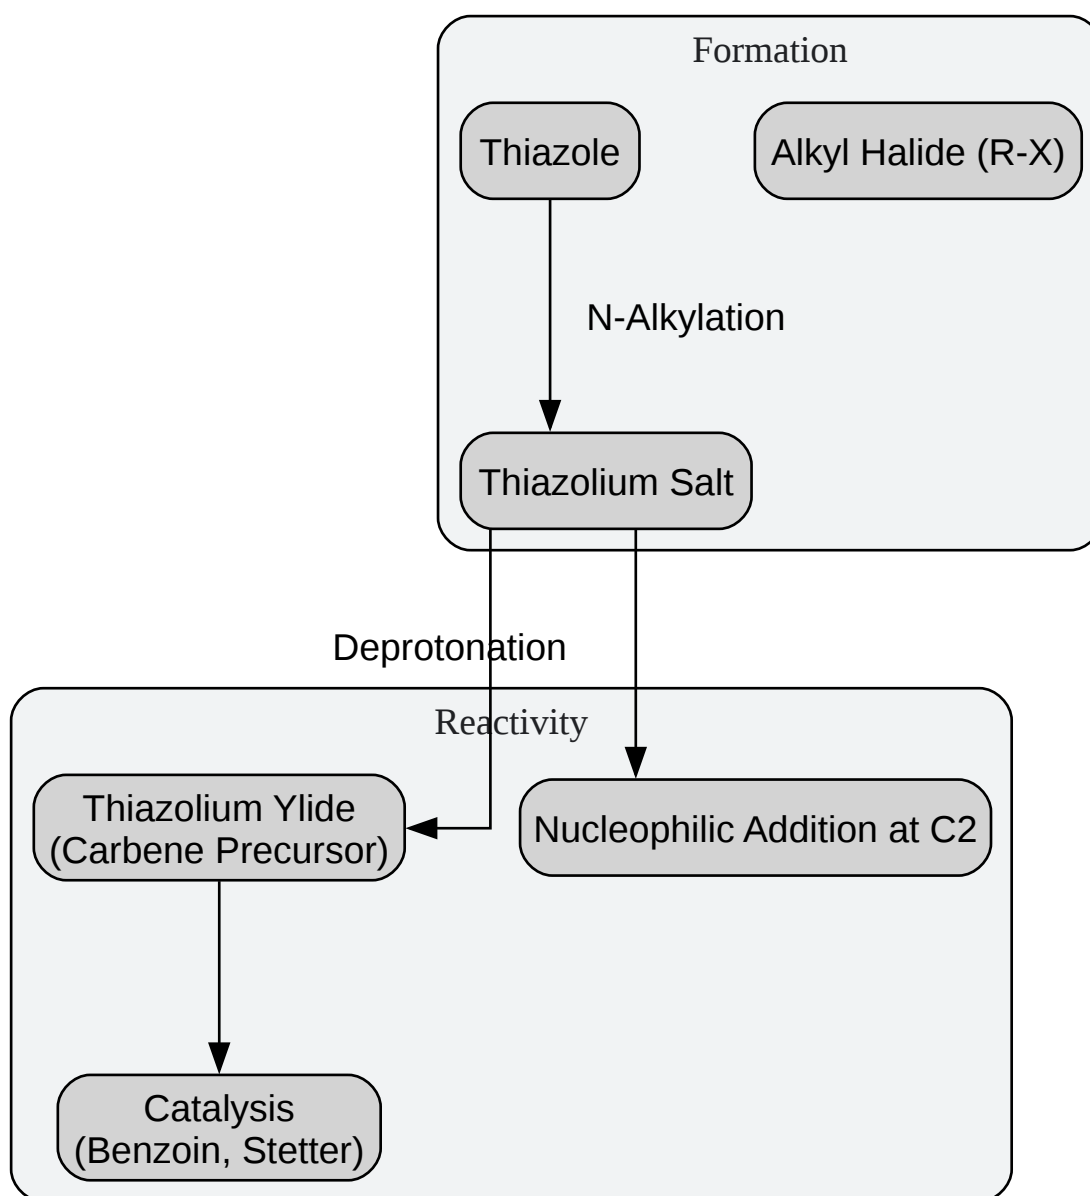 Formation
Thiazole
Alkyl Halide (R-X)
N-Alkylation
Thiazolium Salt
Deprotonation
Reactivity
Thiazolium Ylide
(Carbene Precursor)
Nucleophilic Addition at C2
Catalysis
(Benzoin, Stetter)